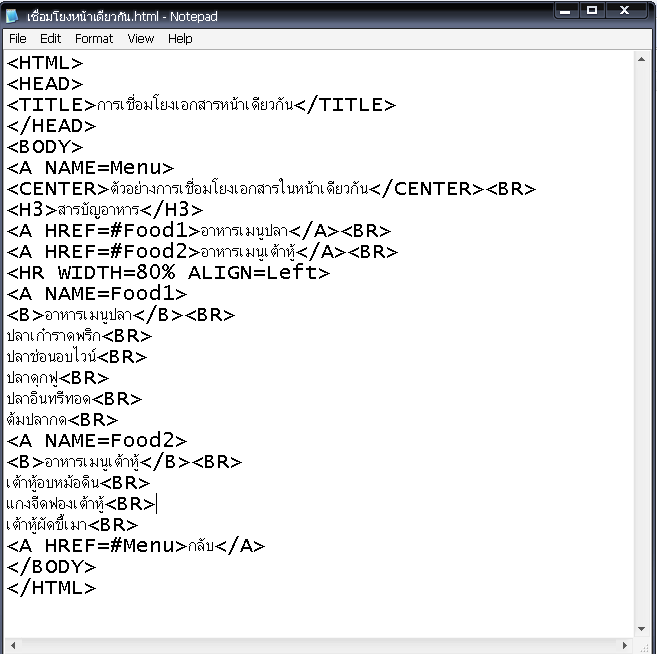 เชื่อมโยงหน้าเดียวกัน.html - Notepad
File Edit Format View Help
<HTML>
<HEAD>
<TITLE>การเชื่อมโยงเอกสารหน้าเดียวกัน</TITLE>
</HEAD>
<BODY>
<A NAME=Menu>
<CENTER>ตัวอย่างการเชื่อมโยงเอกสารในหน้าเดียวกัน</CENTER><BR>
<H3>สารบัญอาหาร</H3>
<A HREF=#Food1>อาหารเมนูปลา</A><BR>
<A HREF=#Food2>อาหารเมนูเต้าหู้</A><BR>
<HR WIDTH=80% ALIGN=Left>
<A NAME=Food1>
<B>อาหารเมนูปลา</B><BR>
ปลาเก๋าราดพริก<BR>
ปลาช่อนอบไวน์<BR>
ปลาดุกฟู<BR>
ปลาอินทรีทอด<BR>
ต้มปลากด<BR>
<A NAME=Food2>
<B>อาหารเมนูเต้าหู้</B><BR>
เต้าหู้อบหม้อดิน<BR>
แกงจืดฟองเต้าหู้<BR>
เต้าหู้ผัดขี้เมา<BR>
<A HREF=#Menu>กลับ</A>
</BODY>
</HTML>